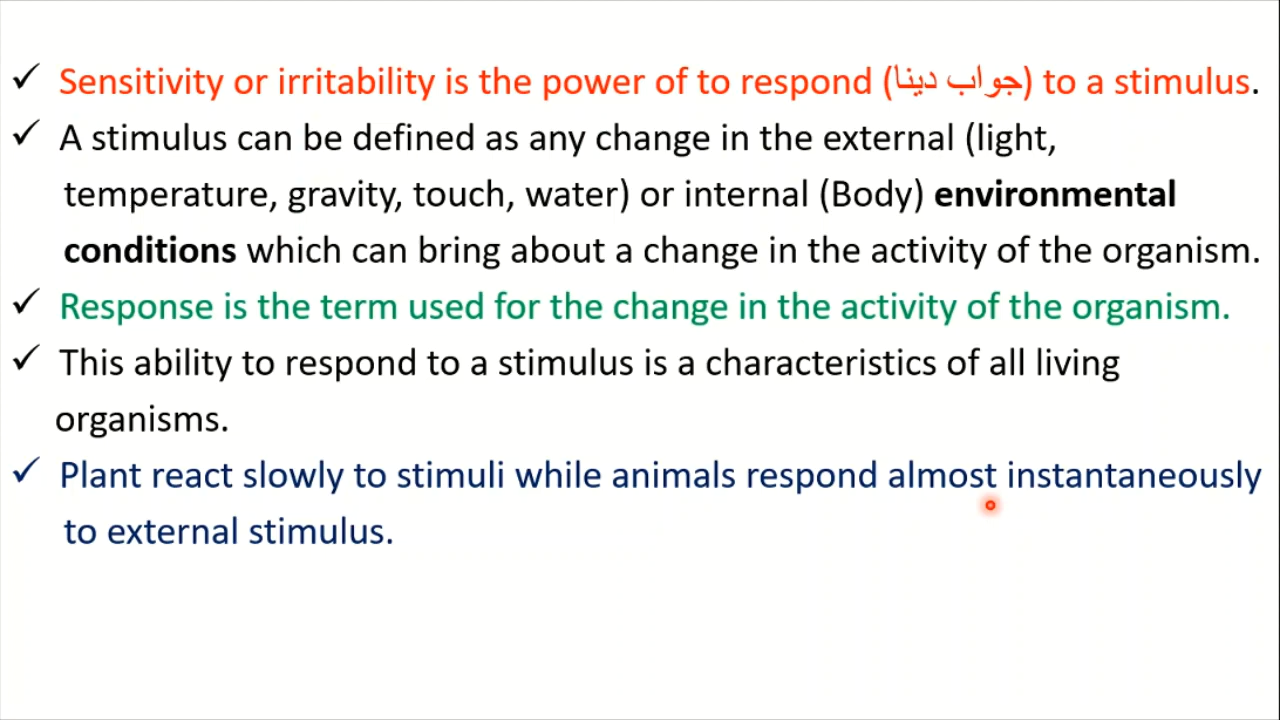 ✓ Sensitivity or irritability is the power of to respond (جواب دینا) to a stimulus.
✓ A stimulus can be defined as any change in the external (light,
temperature, gravity, touch, water) or internal (Body) environmental
conditions which can bring about a change in the activity of the organism.
✓ Response is the term used for the change in the activity of the organism.
✓ This ability to respond to a stimulus is a characteristics of all living
organisms.
✓ Plant react slowly to stimuli while animals respond almost instantaneously
to external stimulus.